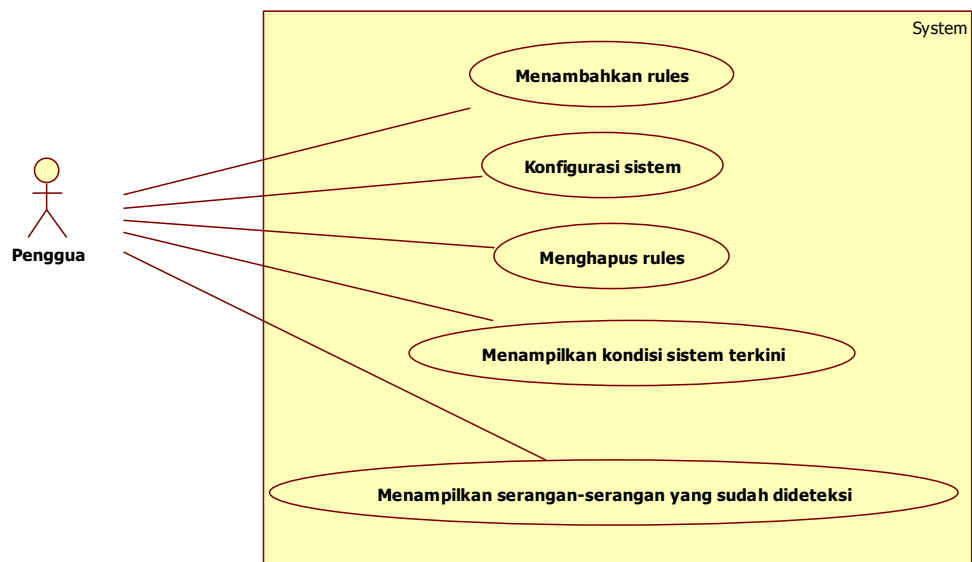 System
Menambahkan rules
Konfigurasi sistem
Penggua
Menghapus rules
Menampilkan kondisi sistem terkini
Menampilkan serangan-serangan yang sudah dideteksi